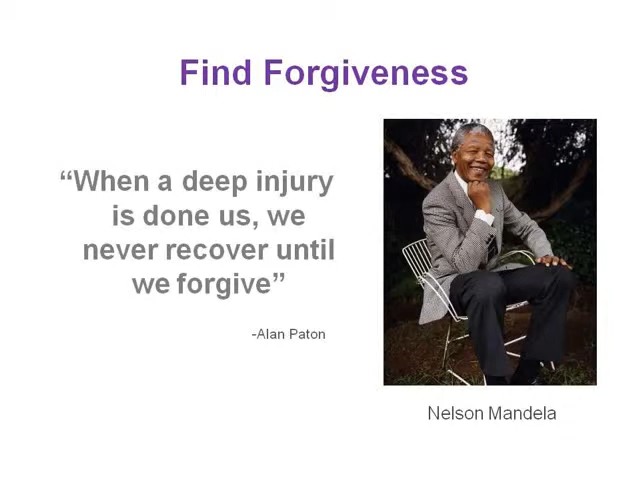 Find Forgiveness
“When a deep injury
is done us, we
never recover until
we forgive”
-Alan Paton
Nelson Mandela